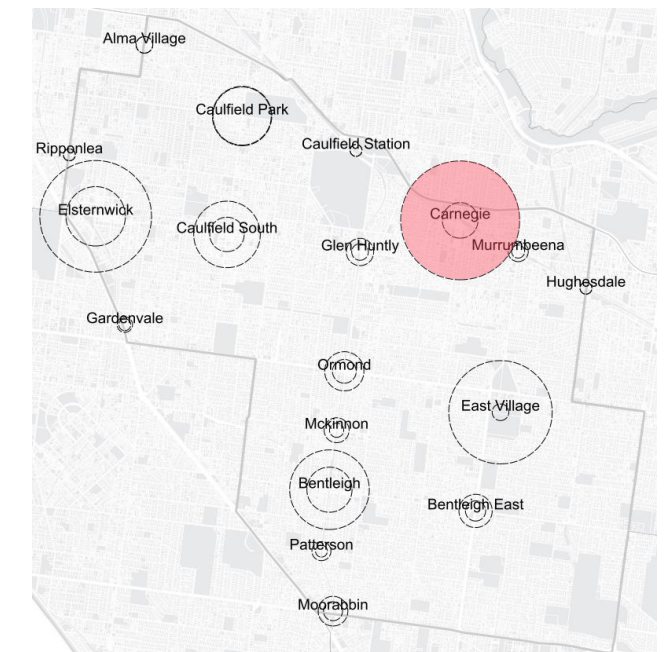 Alma Village
Caulfield Park
Caulfield Station
Ripponlea
Elsternwick
Carnegie
Caulfield South
Glen Huntly
Murrumbeena
Hughesdale
Gardenvale
Ormond
East Village
Mckinnon
Bentleigh
Bentleigh East
Patterson
Moorabbin